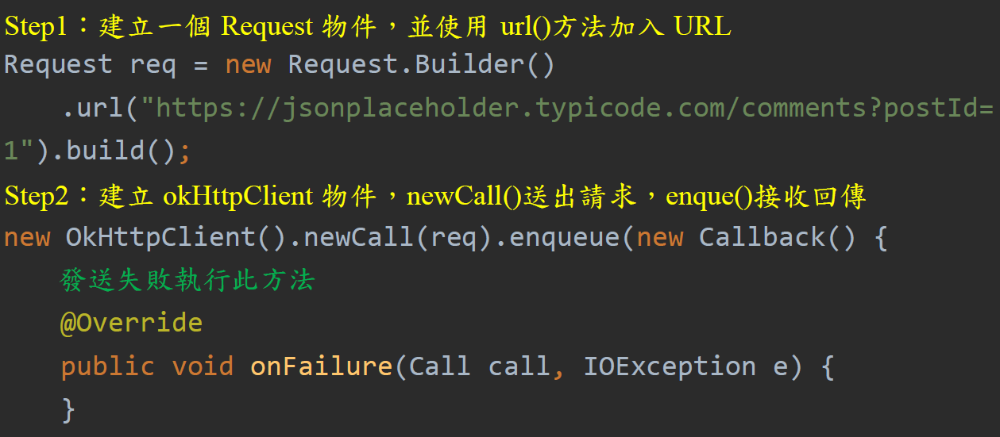 Step1：建立一個 Request 物件，並使用 url()方法加入 URL
Request req = new Request.Builder()
.url("https://jsonplaceholder.typicode.com/comments?postId=
1").build();
Step2：建立 okHttpClient 物件，newCall()送出請求，enque()接收回傳
new OkHttpClient().newCall(req).enqueue(new Callback() {
發送失敗執行此方法
@Override
public void onFailure(Call call, IOException e) {
}